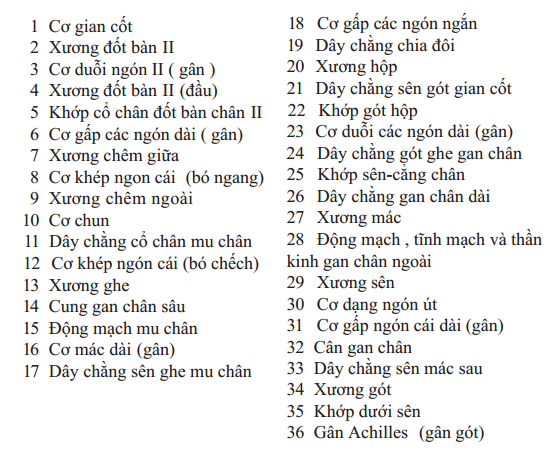 1 Cơ gian cốt
2 Xương đốt bàn II
3 Cơ duỗi ngón II ( gân )
4 Xương đốt bàn II (đầu)
5 Khớp cổ chân đốt bàn chân II
6 Cơ gấp các ngón dài ( gân)
7 Xương chêm giữa
8 Cơ khép ngon cái (bó ngang)
9 Xương chêm ngoài
10 Cơ chun
11 Dây chằng cổ chân mu chân
12 Cơ khép ngón cái (bó chếch)
13 Xương ghe
14 Cung gan chân sâu
15 Động mạch mu chân
16 Cơ mác dài (gân)
17 Dây chằng sên ghe mu chân
18 Cơ gấp các ngón ngắn
19 Dây chằng chia đôi
20 Xương hộp
21 Dây chằng sên gót gian cốt
22 Khớp gót hộp
23 Cơ duỗi các ngón dài (gân)
24 Dây chằng gót ghe gan chân
25 Khớp sên-cẳng chân
26 Dây chằng gan chân dài
27 Xương mác
28 Động mạch , tĩnh mạch và thần
kinh gan chân ngoài
29 Xương sên
30 Cơ dạng ngón út
31 Cơ gấp ngón cái dài (gân)
32 Cân gan chân
33 Dây chằng sên mác sau
34 Xương gót
35 Khớp dưới sên
36 Gân Achilles (gân gót)